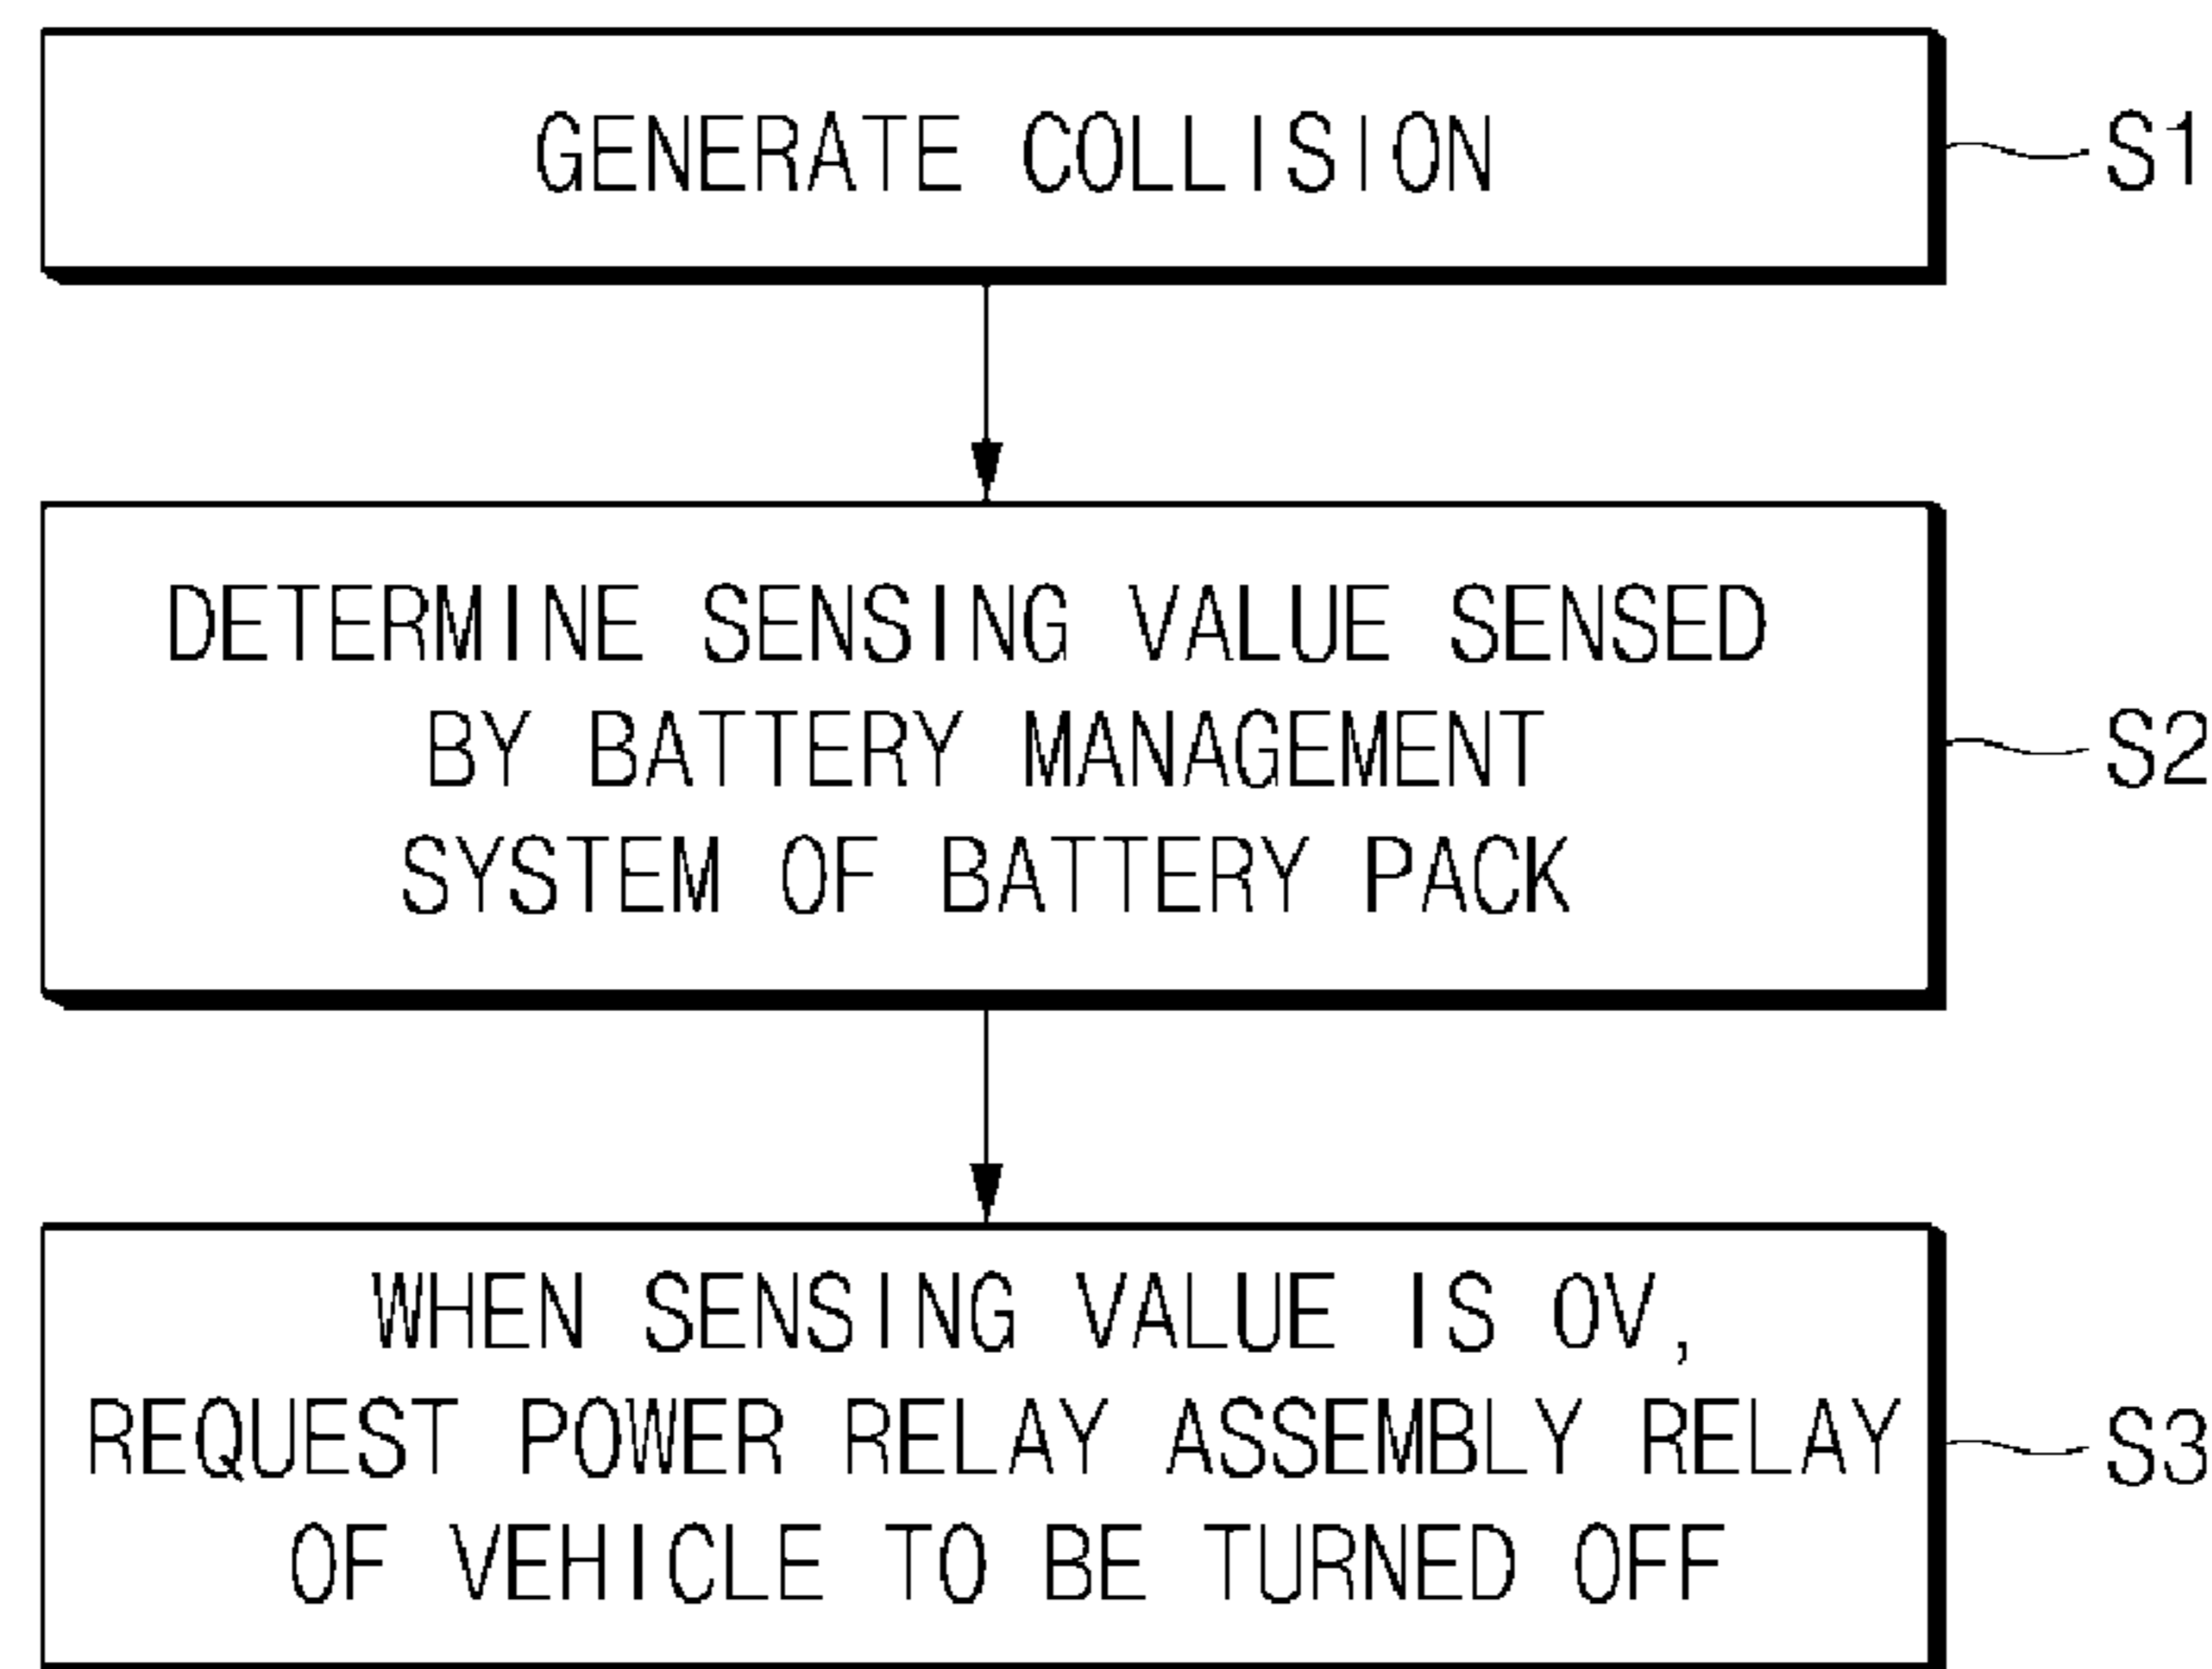 GENERATE COLLISION
S1
DETERMINE SENSING VALUE SENSED
BY BATTERY MANAGEMENT
SYSTEM OF BATTERY PACK
S2
WHEN SENSING VALUE IS 0V,
REQUEST POWER RELAY ASSEMBLY RELAY
OF VEHICLE TO BE TURNED OFF
S3